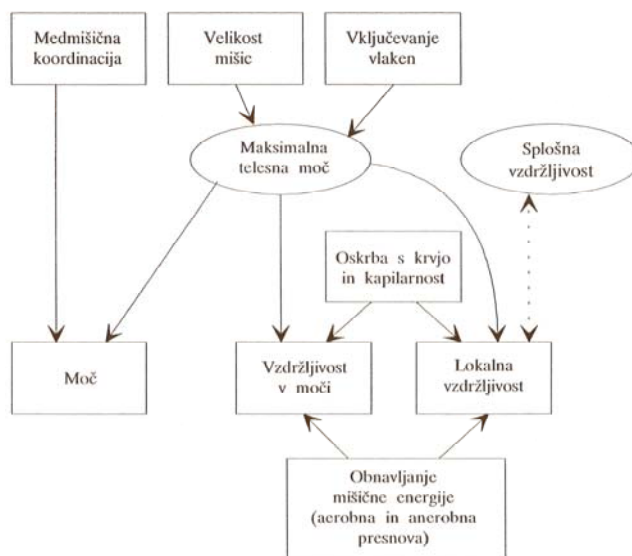 Medmišična
koordinacija
Velikost
mišic
Vključevanje
vlaken
Maksimalna
telesna moč
Splošna
vzdržljivost
Oskrba s krvjo
in kapilarnost
Moč
Vzdržljivost
v moči
Lokalna
vzdržljivost
Obnavljanje
mišične energije
(aerobna in anerobna
presnova)